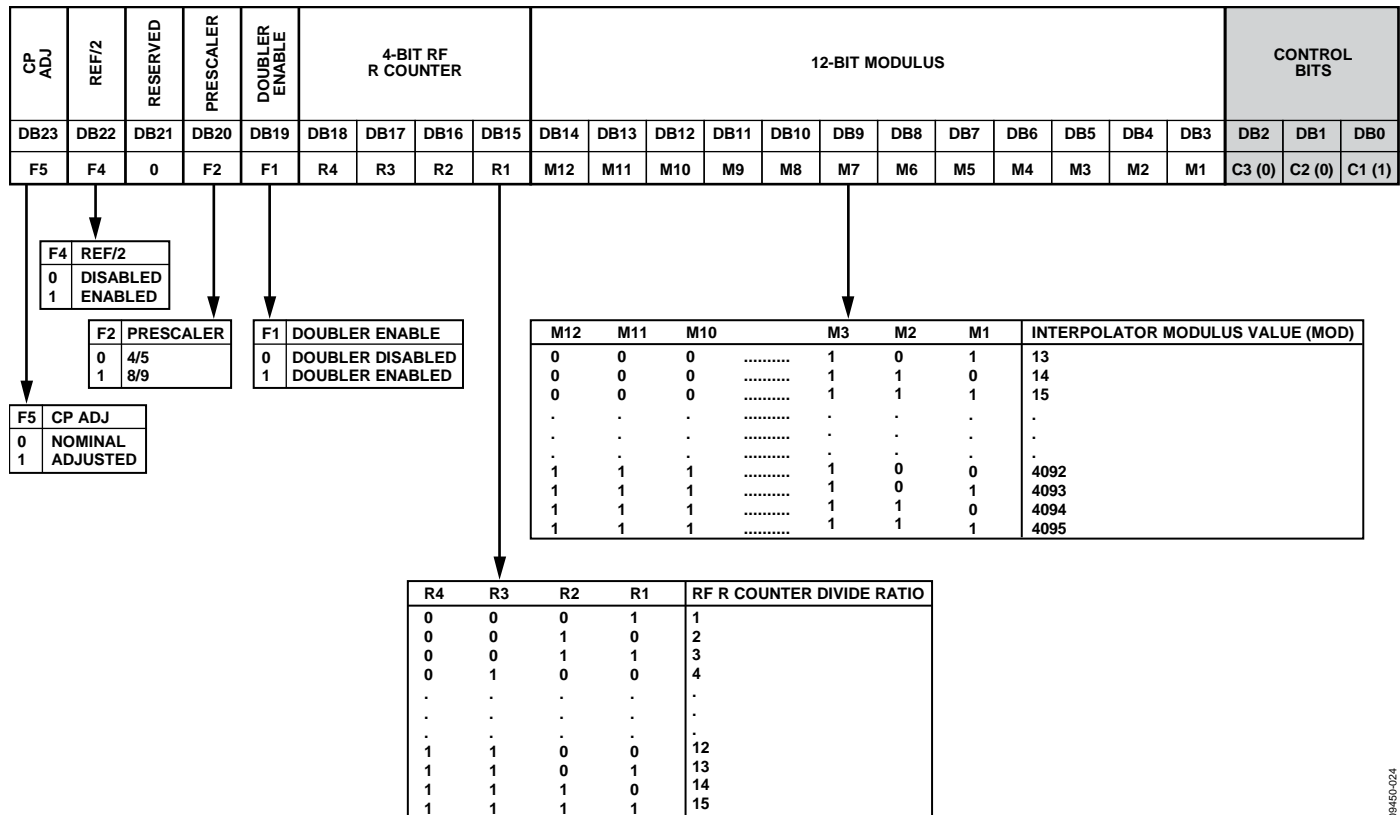 CP ADJ
REF/2
RESERVED
PRESCALER
DOUBLER ENABLE
4-BIT RF
R COUNTER
12-BIT MODULUS
CONTROL
BITS
DB23 DB22 DB21 DB20 DB19 DB18 DB17 DB16 DB15 DB14 DB13 DB12 DB11 DB10 DB9 DB8 DB7 DB6 DB5 DB4 DB3 DB2 DB1 DB0
F5 F4 0 F2 F1 R4 R3 R2 R1 M12 M11 M10 M9 M8 M7 M6 M5 M4 M3 M2 M1 C3 (0) C2 (0) C1 (1)
F4 REF/2
0 DISABLED
1 ENABLED
F2 PRESCALER
0 4/5
1 8/9
F1 DOUBLER ENABLE
0 DOUBLER DISABLED
1 DOUBLER ENABLED
F5 CP ADJ
0 NOMINAL
1 ADJUSTED
M12 M11 M10 M3 M2 M1 INTERPOLATOR MODULUS VALUE (MOD)
0 0 0 .......... 1 0 1 13
0 0 0 .......... 1 1 0 14
0 0 0 .......... 1 1 1 15
. . . .......... . . . .
. . . .......... . . . .
. . . .......... . . . .
1 1 1 .......... 1 0 0 4092
1 1 1 .......... 1 0 1 4093
1 1 1 .......... 1 1 0 4094
1 1 1 .......... 1 1 1 4095
R4 R3 R2 R1 RF R COUNTER DIVIDE RATIO
0 0 0 1 1
0 0 1 0 2
0 0 1 1 3
0 1 0 0 4
. . . . .
. . . . .
. . . . .
1 1 0 0 12
1 1 0 1 13
1 1 1 0 14
1 1 1 1 15
09450-024